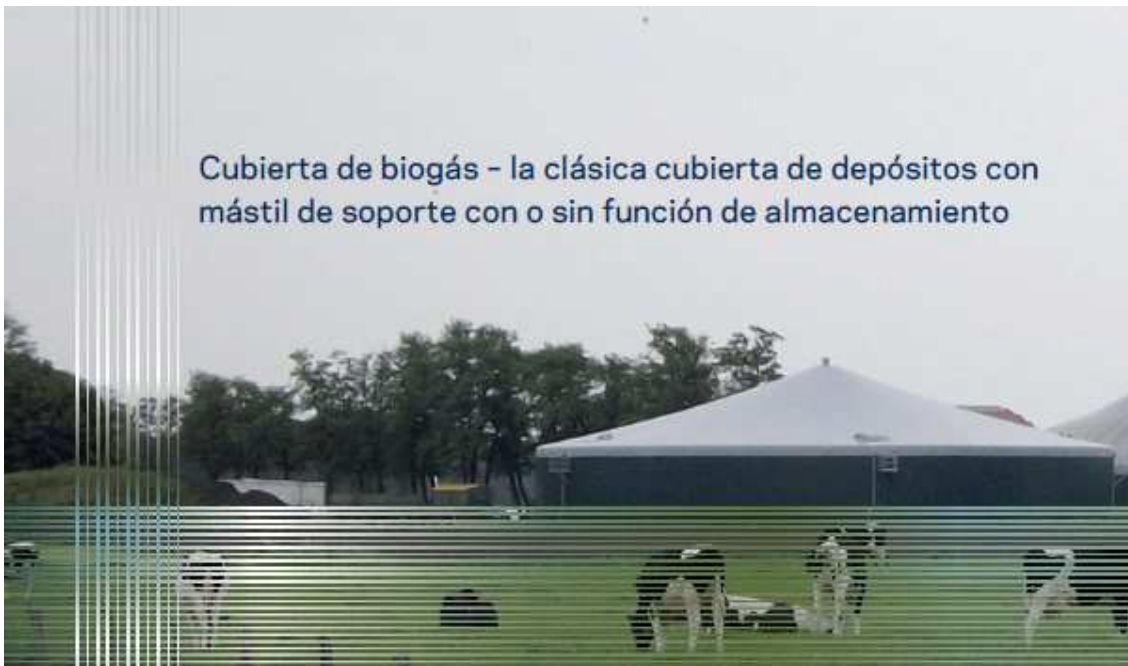 Cubierta de biogás – la clásica cubierta de depósitos con
mástil de soporte con o sin función de almacenamiento